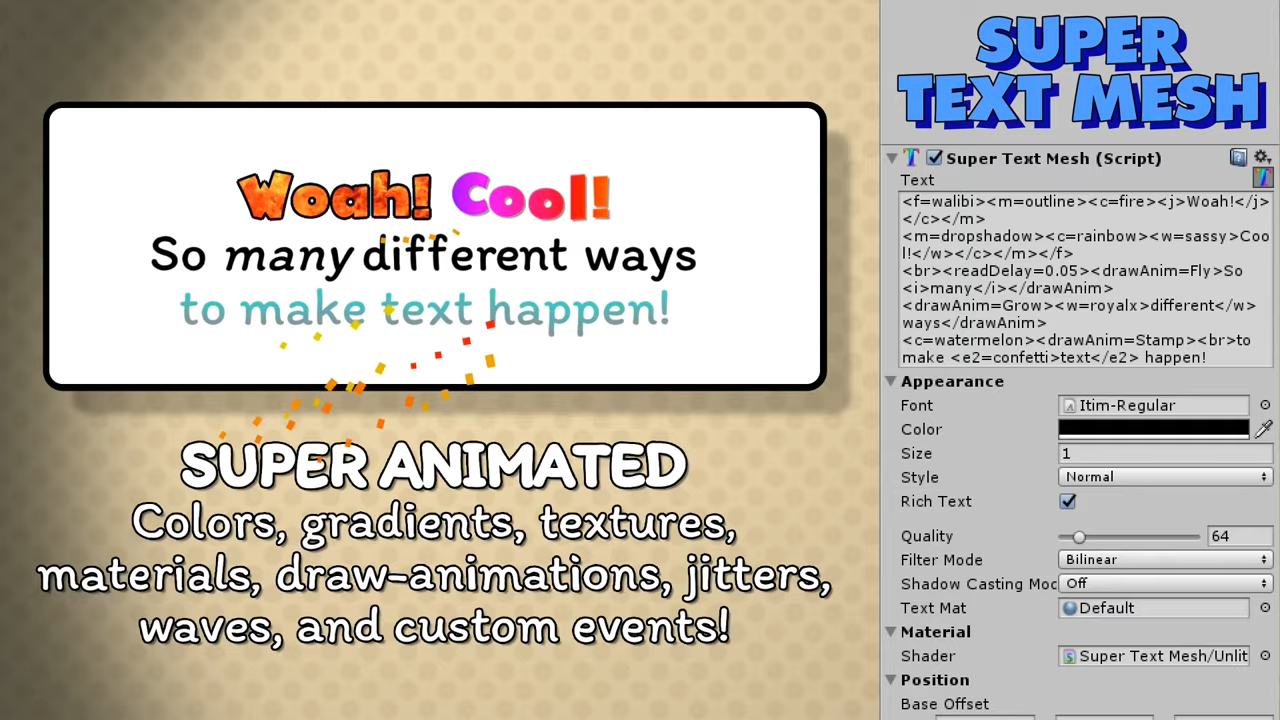 Woah! Cool!
So many different ways
to make text happen!
SUPER ANIMATED
Colors, gradients, textures,
materials, draw-animations, jitters,
waves, and custom events!
SUPER
TEXT MESH
Super Text Mesh (Script)
Text
<f=walibi><m=outline><c=fire><j>Woah!</j>
</c></m>
<m=dropshadow><c=rainbow><w=sassy>Coo
l!</w></c></m></f>
<br><readDelay=0.05><drawAnim=Fly>So
<i>many</i></drawAnim>
<drawAnim=Grow><w=royalx>different</w>
ways</drawAnim>
<c=watermelon><drawAnim=Stamp><br>to
make <e2=confetti>text</e2> happen!
Appearance
Font Itim-Regular
Color
Size 1
Style Normal
Rich Text
Quality 64
Filter Mode Bilinear
Shadow Casting Mod Off
Text Mat Default
Material
Shader Super Text Mesh/Unlit
Position
Base Offset